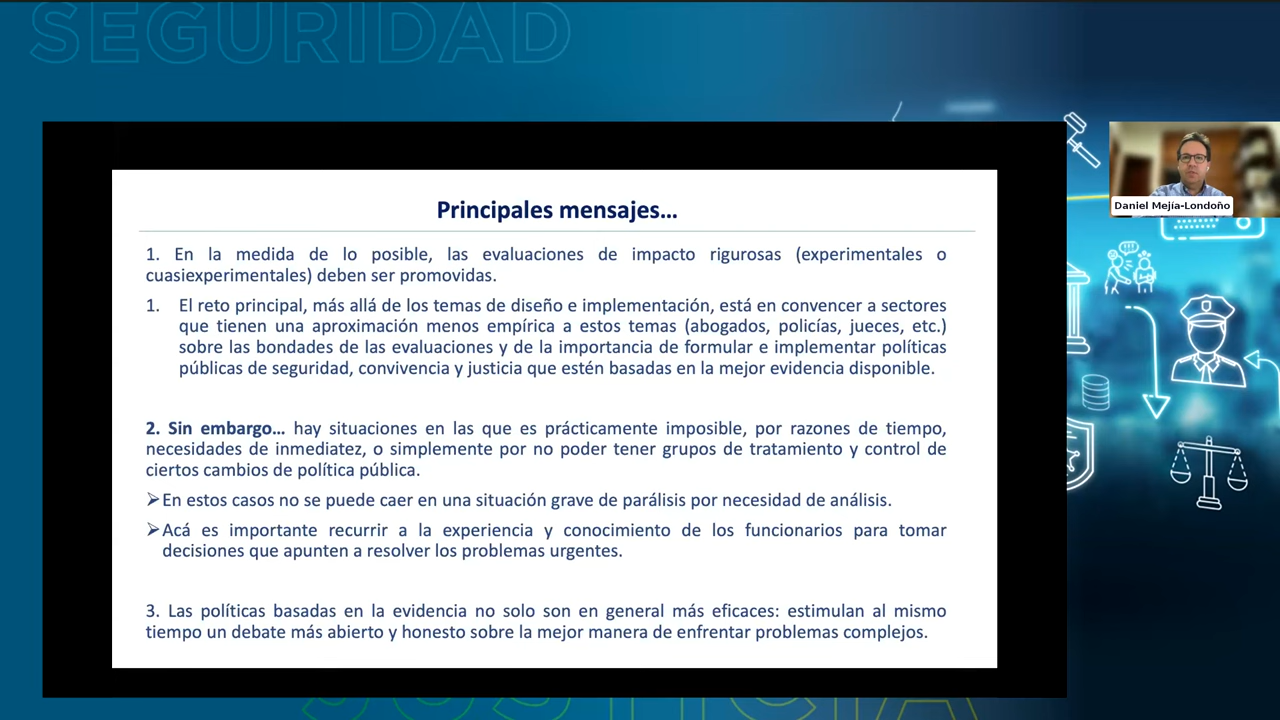 SEGURIDAD
Daniel Mejía-Londoño
Principales mensajes...
1. En la medida de lo posible, las evaluaciones de impacto rigurosas (experimentales o
cuasiexperimentales) deben ser promovidas.
1. El reto principal, más allá de los temas de diseño e implementación, está en convencer a sectores
que tienen una aproximación menos empírica a estos temas (abogados, policías, jueces, etc.)
sobre las bondades de las evaluaciones y de la importancia de formular e implementar políticas
públicas de seguridad, convivencia y justicia que estén basadas en la mejor evidencia disponible.
2. Sin embargo... hay situaciones en las que es prácticamente imposible, por razones de tiempo,
necesidades de inmediatez, o simplemente por no poder tener grupos de tratamiento y control de
ciertos cambios de política pública.
➢En estos casos no se puede caer en una situación grave de parálisis por necesidad de análisis.
➢Acá es importante recurrir a la experiencia y conocimiento de los funcionarios para tomar
decisiones que apunten a resolver los problemas urgentes.
3. Las políticas basadas en la evidencia no solo son en general más eficaces: estimulan al mismo
tiempo un debate más abierto y honesto sobre la mejor manera de enfrentar problemas complejos.
JUSTICIA